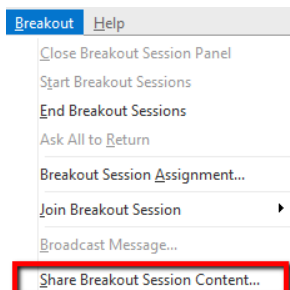 Breakout Help
Close Breakout Session Panel
Start Breakout Sessions
End Breakout Sessions
Ask All to Return
Breakout Session Assignment...
Join Breakout Session
Broadcast Message...
Share Breakout Session Content...